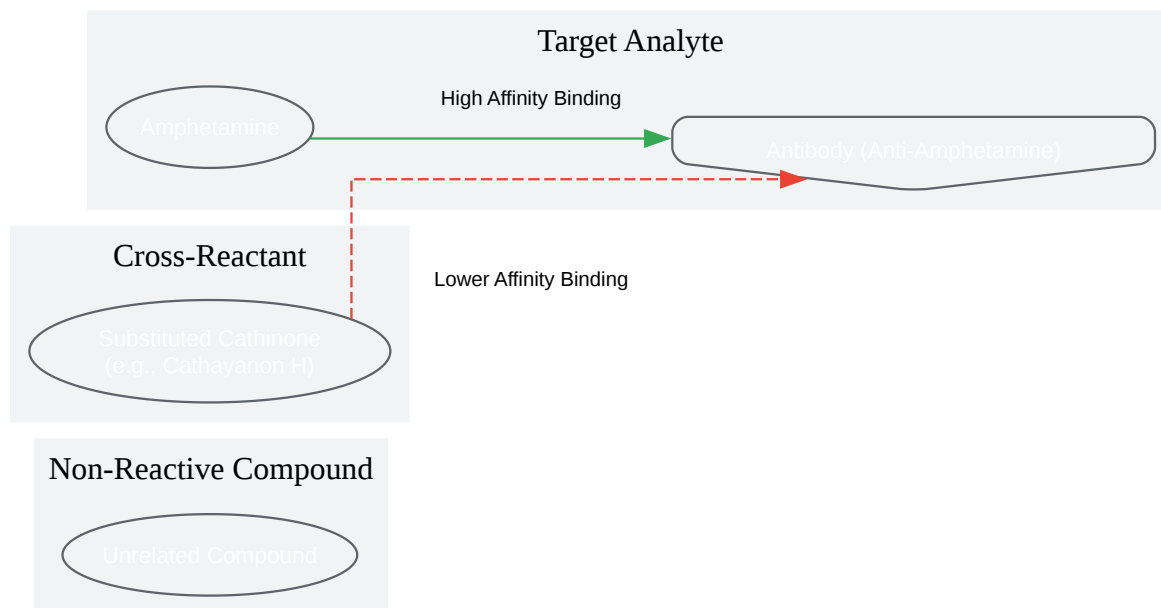 Target Analyte
High Affinity Binding
Amphetamine
Antibody (Anti-Amphetamine)
Cross-Reactant
Lower Affinity Binding
Substituted Cathinone
(e.g., Cathayanon H)
Non-Reactive Compound
Unrelated Compound